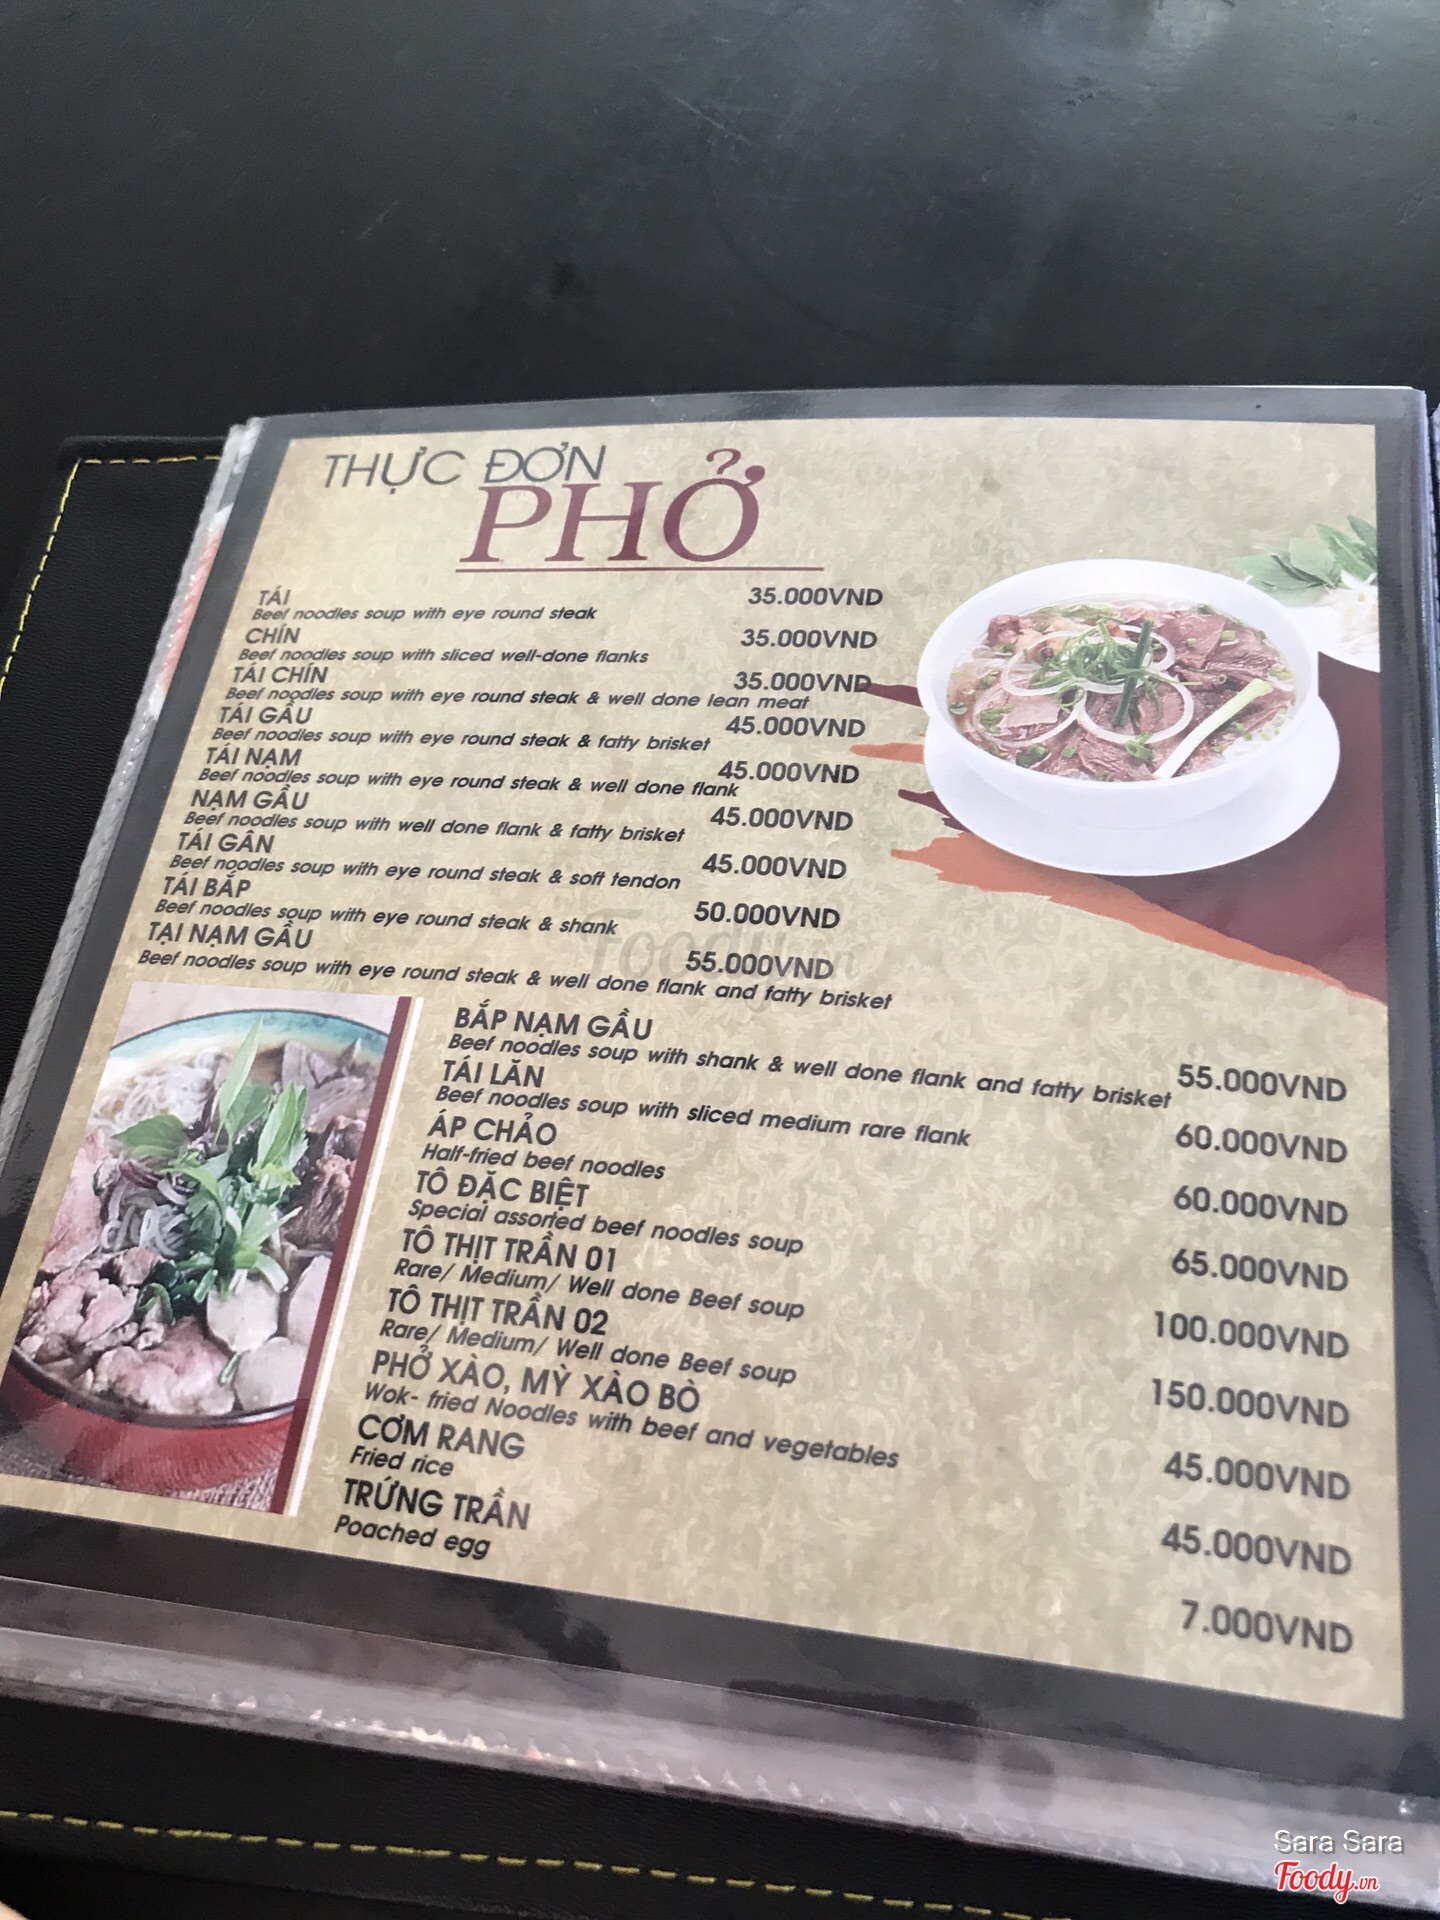 THỰC ĐƠN
PHỞ
TÁI 35.000VND
Beef noodles soup with eye round steak
CHÍN 35.000VND
Beef noodles soup with sliced well-done flanks
TÁI CHÍN 35.000VND
Beef noodles soup with eye round steak & well done lean meat
TÁI GẦU 45.000VND
Beef noodles soup with eye round steak & fatty brisket
TÁI NẠM 45.000VND
Beef noodles soup with eye round steak & well done flank
NẠM GẦU 45.000VND
Beef noodles soup with well done flank & fatty brisket
TÁI GÂN 45.000VND
Beef noodles soup with eye round steak & soft tendon
TÁI BẮP 50.000VND
Beef noodles soup with eye round steak & shank
TẠI NẠM GẦU 55.000VND
Beef noodles soup with eye round steak & well done flank and fatty brisket
BẮP NẠM GẦU 55.000VND
Beef noodles soup with shank & well done flank and fatty brisket
TÁI LĂN 60.000VND
Beef noodles soup with sliced medium rare flank
ÁP CHẢO 60.000VND
Half-fried beef noodles
TÔ ĐẶC BIỆT 65.000VND
Special assorted beef noodles soup
TÔ THỊT TRẦN 01 100.000VND
Rare/ Medium/ Well done Beef soup
TÔ THỊT TRẦN 02 150.000VND
Rare/ Medium/ Well done Beef soup
PHỞ XÀO, MỲ XÀO BÒ 45.000VND
Wok- fried Noodles with beef and vegetables
CƠM RANG 45.000VND
Fried rice
TRỨNG TRẦN 7.000VND
Poached egg
Foody.vn
Sara Sara
Foody.vn